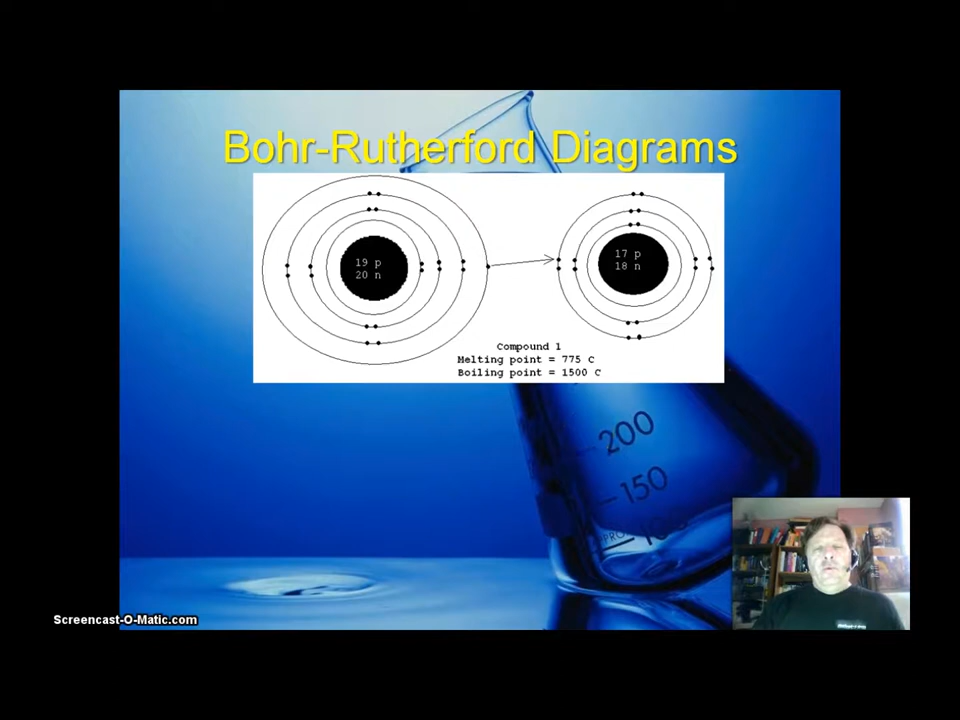 Bohr-Rutherford Diagrams
19 p
20 n
17 p
18 n
Compound 1
Melting point = 775 C
Boiling point = 1500 C
200
150
Screencast-O-Matic.com